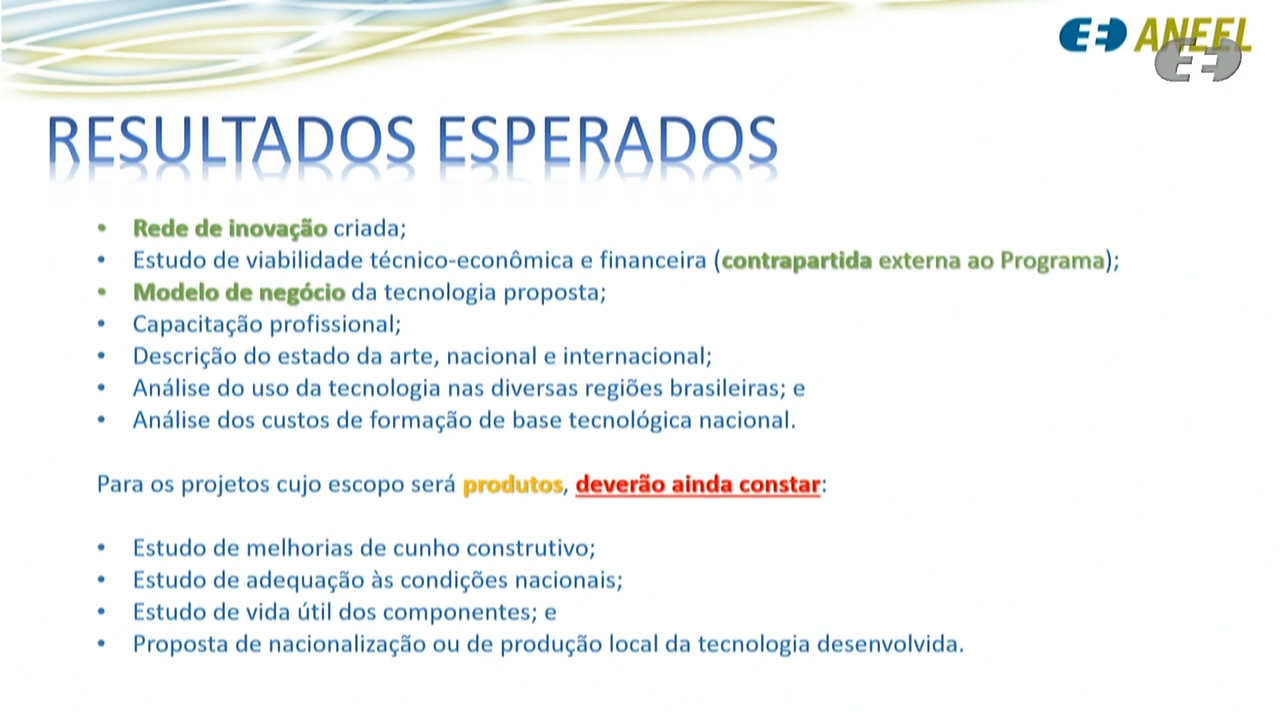 ANEEL
RESULTADOS ESPERADOS
• Rede de inovação criada;
• Estudo de viabilidade técnico-econômica e financeira (contrapartida externa ao Programa);
• Modelo de negócio da tecnologia proposta;
• Capacitação profissional;
• Descrição do estado da arte, nacional e internacional;
• Análise do uso da tecnologia nas diversas regiões brasileiras; e
• Análise dos custos de formação de base tecnológica nacional.
Para os projetos cujo escopo será produtos, deverão ainda constar:
• Estudo de melhorias de cunho construtivo;
• Estudo de adequação às condições nacionais;
• Estudo de vida útil dos componentes; e
• Proposta de nacionalização ou de produção local da tecnologia desenvolvida.